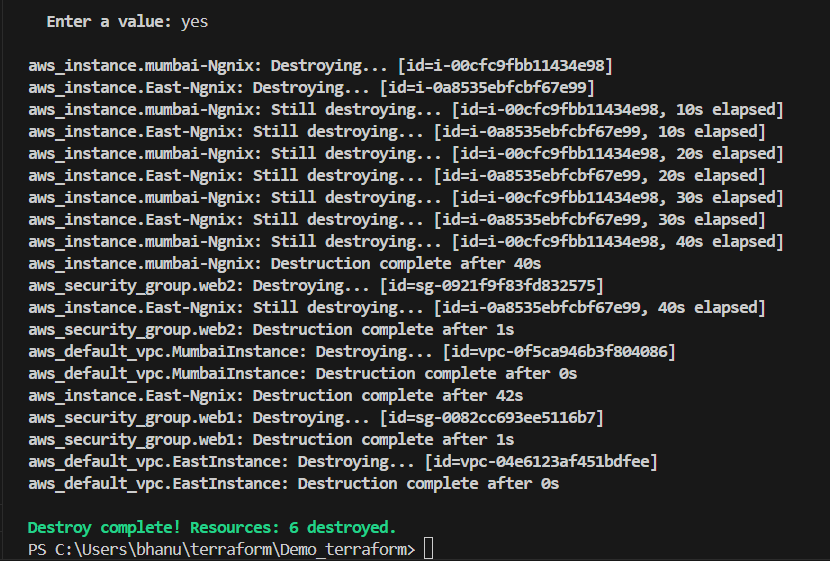 Enter a value: yes
aws_instance.mumbai-Ngnix: Destroying... [id=i-00cfc9fbb11434e98]
aws_instance.East-Ngnix: Destroying... [id=i-0a8535ebfcbf67e99]
aws_instance.mumbai-Ngnix: Still destroying... [id=i-00cfc9fbb11434e98, 10s elapsed]
aws_instance.East-Ngnix: Still destroying... [id=i-0a8535ebfcbf67e99, 10s elapsed]
aws_instance.mumbai-Ngnix: Still destroying... [id=i-00cfc9fbb11434e98, 20s elapsed]
aws_instance.East-Ngnix: Still destroying... [id=i-0a8535ebfcbf67e99, 20s elapsed]
aws_instance.mumbai-Ngnix: Still destroying... [id=i-00cfc9fbb11434e98, 30s elapsed]
aws_instance.East-Ngnix: Still destroying... [id=i-0a8535ebfcbf67e99, 30s elapsed]
aws_instance.mumbai-Ngnix: Still destroying... [id=i-00cfc9fbb11434e98, 40s elapsed]
aws_instance.mumbai-Ngnix: Destruction complete after 40s
aws_security_group.web2: Destroying... [id=sg-0921f9f83fd832575]
aws_instance.East-Ngnix: Still destroying... [id=i-0a8535ebfcbf67e99, 40s elapsed]
aws_security_group.web2: Destruction complete after 1s
aws_default_vpc.MumbaiInstance: Destroying... [id=vpc-0f5ca946b3f804086]
aws_default_vpc.MumbaiInstance: Destruction complete after 0s
aws_instance.East-Ngnix: Destruction complete after 42s
aws_security_group.web1: Destroying... [id=sg-0082cc693ee5116b7]
aws_security_group.web1: Destruction complete after 1s
aws_default_vpc.EastInstance: Destroying... [id=vpc-04e6123af451bdfee]
aws_default_vpc.EastInstance: Destruction complete after 0s
Destroy complete! Resources: 6 destroyed.
PS C:\Users\bhanu\terraform\Demo_terraform>